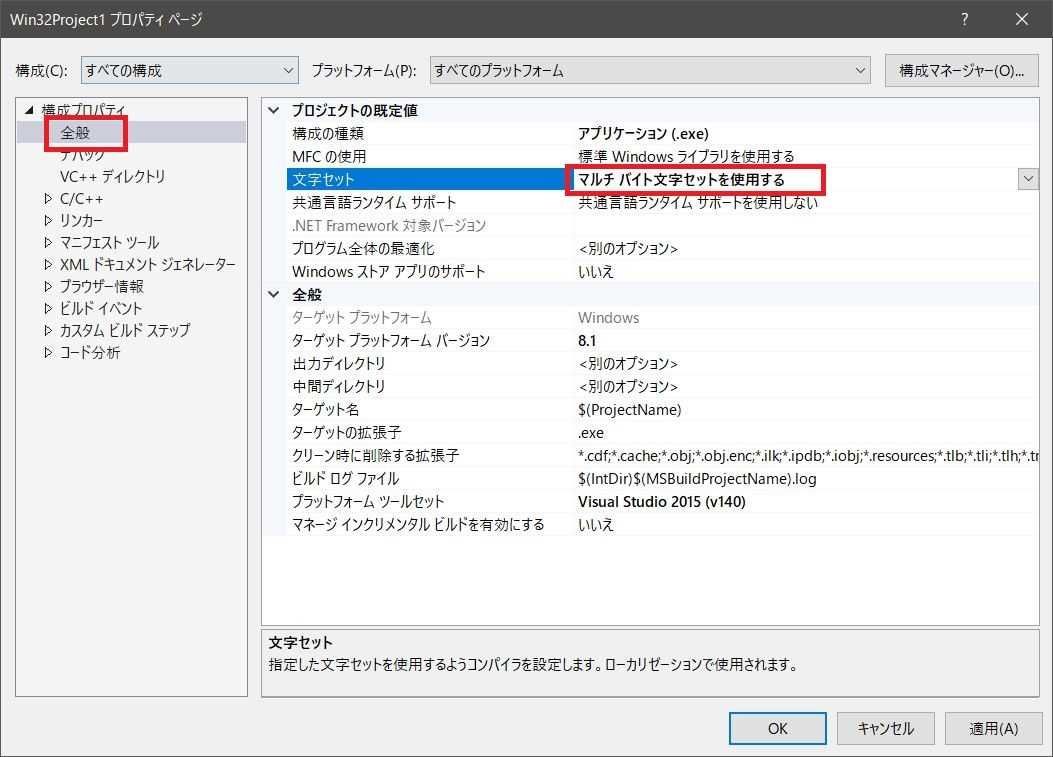 Win32Project1 プロパティ ページ
?
構成(C): すべての構成 プラットフォーム(P): すべてのプラットフォーム 構成マネージャー(O)...
構成プロパティ
全般
デバッグ
VC++ ディレクトリ
C/C++
リンカー
マニフェスト ツール
XML ドキュメント ジェネレーター
ブラウザー情報
ビルド イベント
カスタム ビルド ステップ
コード分析
プロジェクトの既定値
構成の種類 アプリケーション (.exe)
MFC の使用 標準 Windows ライブラリを使用する
文字セット マルチ バイト文字セットを使用する
共通言語ランタイム サポート 共通言語ランタイム サポートを使用しない
.NET Framework 対象バージョン
プログラム全体の最適化 <別のオプション>
Windows ストア アプリのサポート いいえ
全般
ターゲット プラットフォーム Windows
ターゲット プラットフォーム バージョン 8.1
出力ディレクトリ <別のオプション>
中間ディレクトリ <別のオプション>
ターゲット名 $(ProjectName)
ターゲットの拡張子 .exe
クリーン時に削除する拡張子 *.cdf;*.cache;*.obj;*.obj.enc;*.ilk;*.ipdb;*.iobj;*.resources;*.tlb;*.tli;*.tlh;*.tr
ビルド ログ ファイル $(IntDir)$(MSBuildProjectName).log
プラットフォーム ツールセット Visual Studio 2015 (v140)
マネージ インクリメンタル ビルドを有効にする いいえ
文字セット
指定した文字セットを使用するようコンパイラを設定します。ローカリゼーションで使用されます。
OK キャンセル 適用(A)